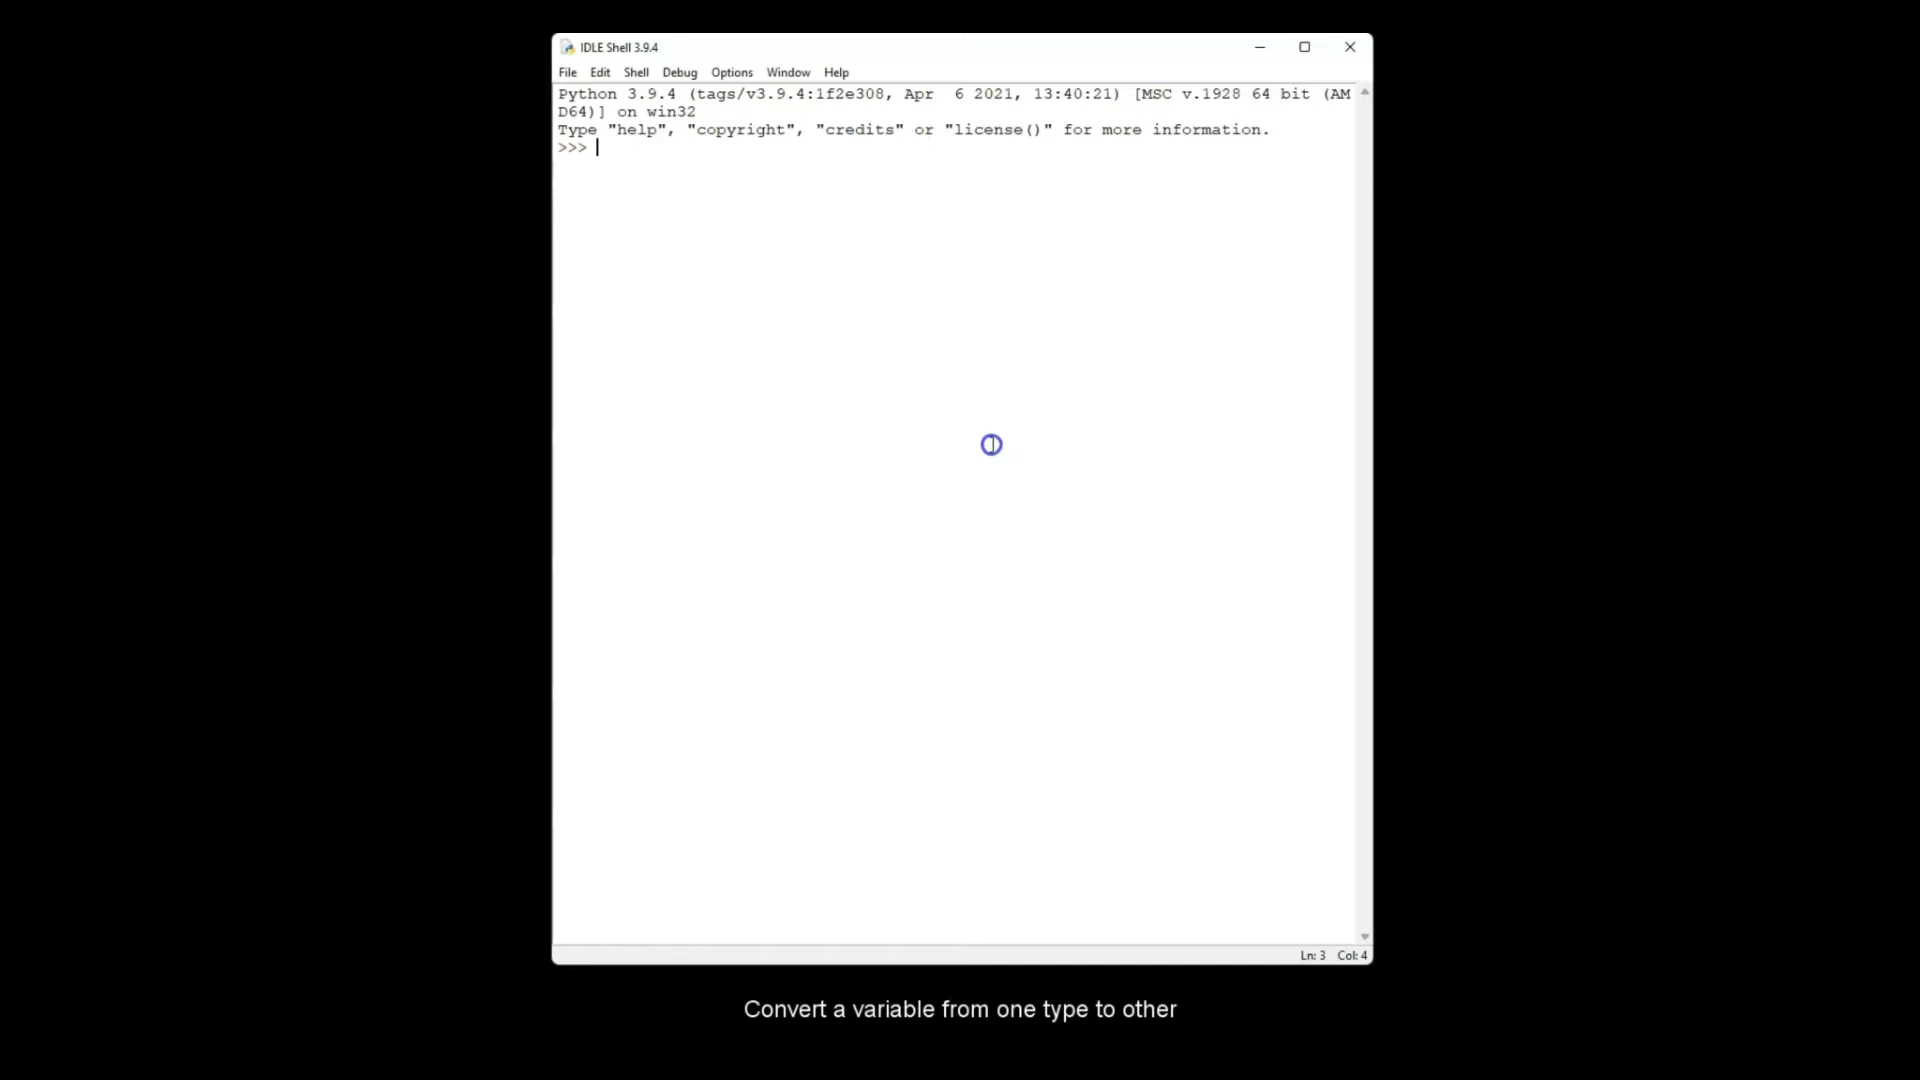 IDLE Shell 3.9.4
File Edit Shell Debug Options Window Help
Python 3.9.4 (tags/v3.9.4:1f2e308, Apr  6 2021, 13:40:21) [MSC v.1928 64 bit (AM
D64)] on win32
Type "help", "copyright", "credits" or "license()" for more information.
>>>
Ln: 3 Col: 4
Convert a variable from one type to other